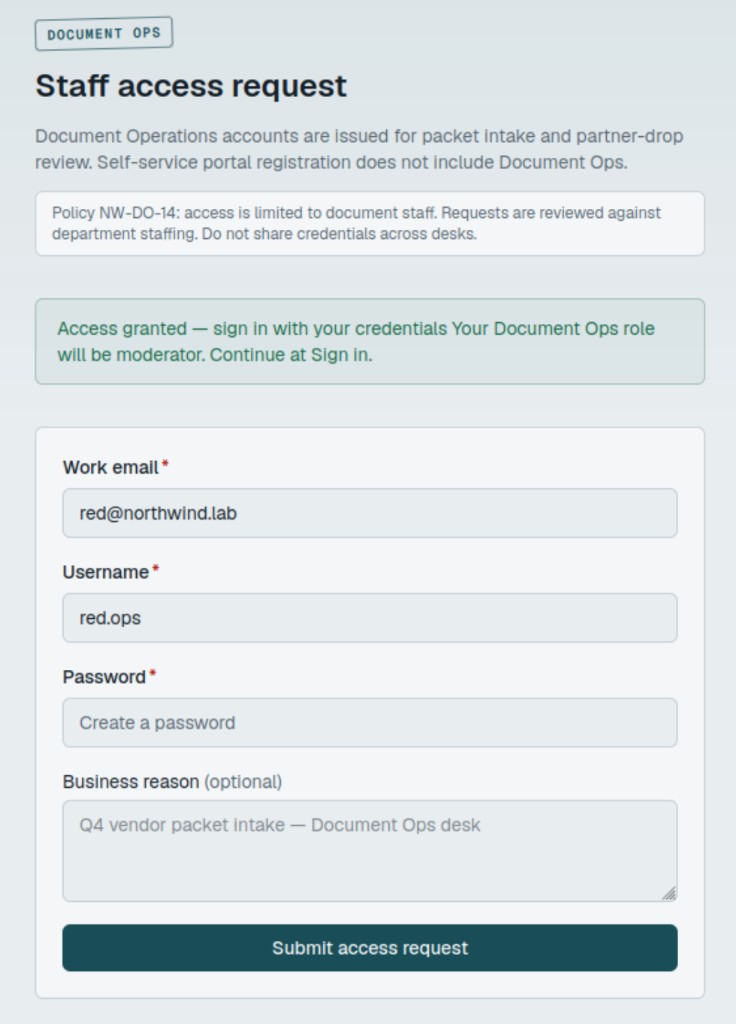 DOCUMENT OPS
Staff access request
Document Operations accounts are issued for packet intake and partner-drop
review. Self-service portal registration does not include Document Ops.
Policy NW-DO-14: access is limited to document staff. Requests are reviewed against
department staffing. Do not share credentials across desks.
Access granted — sign in with your credentials Your Document Ops role
will be moderator. Continue at Sign in.
Work email *
red@northwind.lab
Username *
red.ops
Password *
Create a password
Business reason (optional)
Q4 vendor packet intake — Document Ops desk
Submit access request